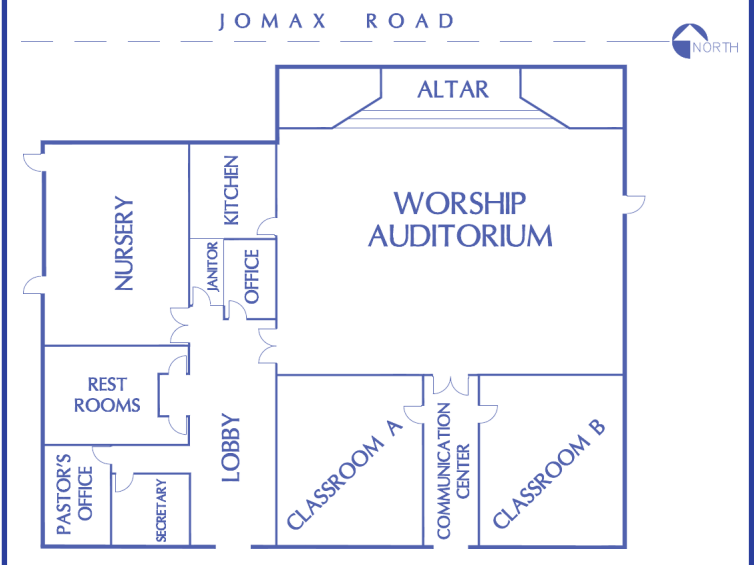 JOMAX ROAD
NORTH
ALTAR
WORSHIP
AUDITORIUM
KITCHEN
NURSERY
JANITOR
OFFICE
REST
ROOMS
LOBBY
CLASSROOM A
COMMUNICATION
CENTER
CLASSROOM B
PASTOR'S
OFFICE
SECRETARY